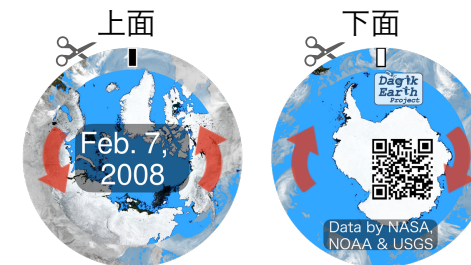 上面
下面
Dagik
Earth
Project
Feb. 7,
2008
Data by NASA,
NOAA & USGS